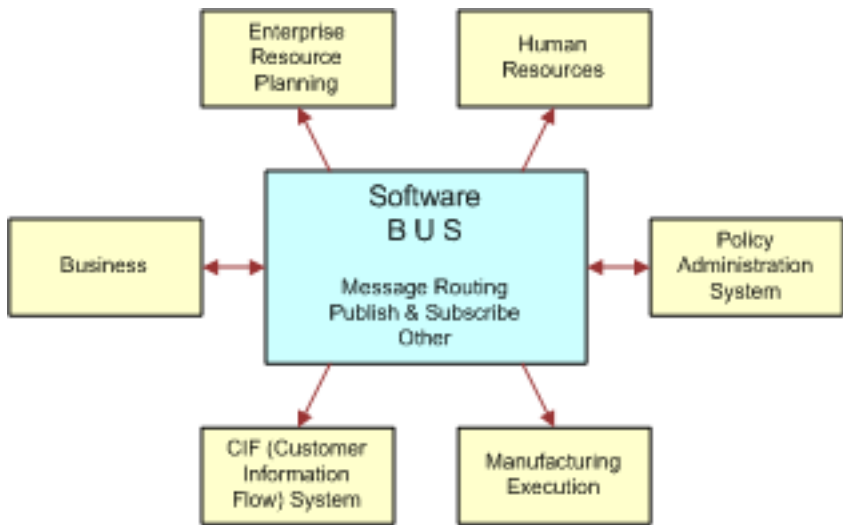 Enterprise
Resource
Planning
Human
Resources
Software
B U S
Message Routing
Publish & Subscribe
Other
Business
Policy
Administration
System
CIF (Customer
Information
Flow) System
Manufacturing
Execution